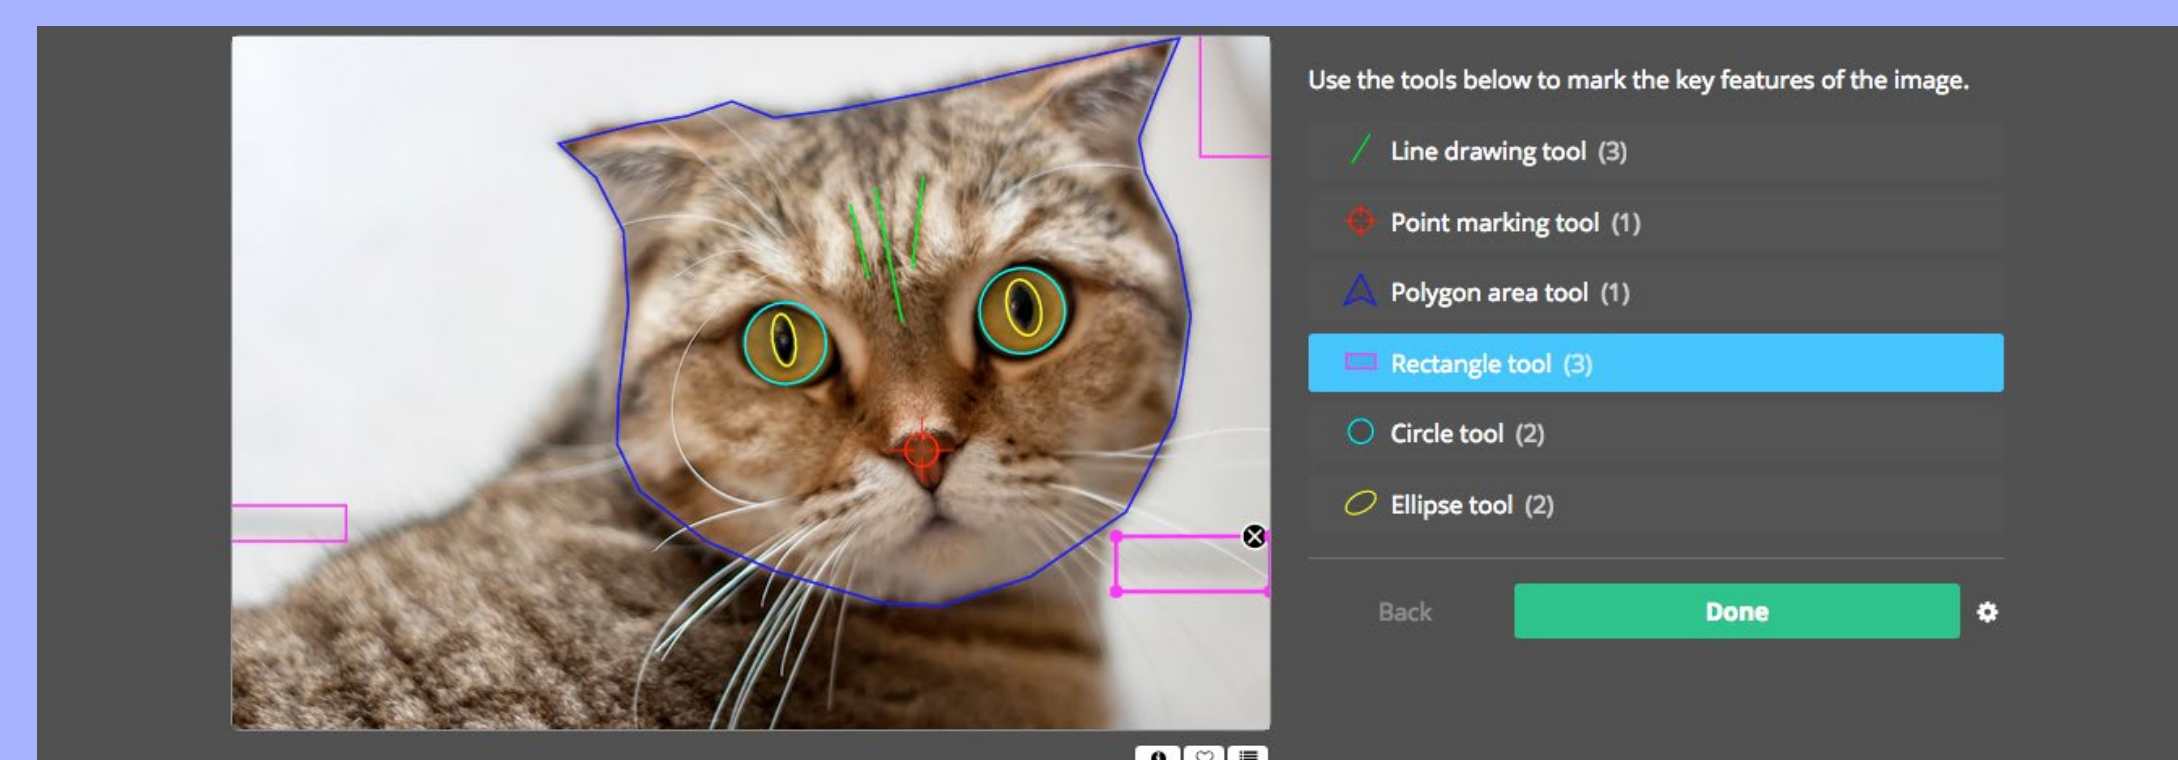 Use the tools below to mark the key features of the image.
Line drawing tool (3)
Point marking tool (1)
Polygon area tool (1)
Rectangle tool (3)
Circle tool (2)
Ellipse tool (2)
Back Done